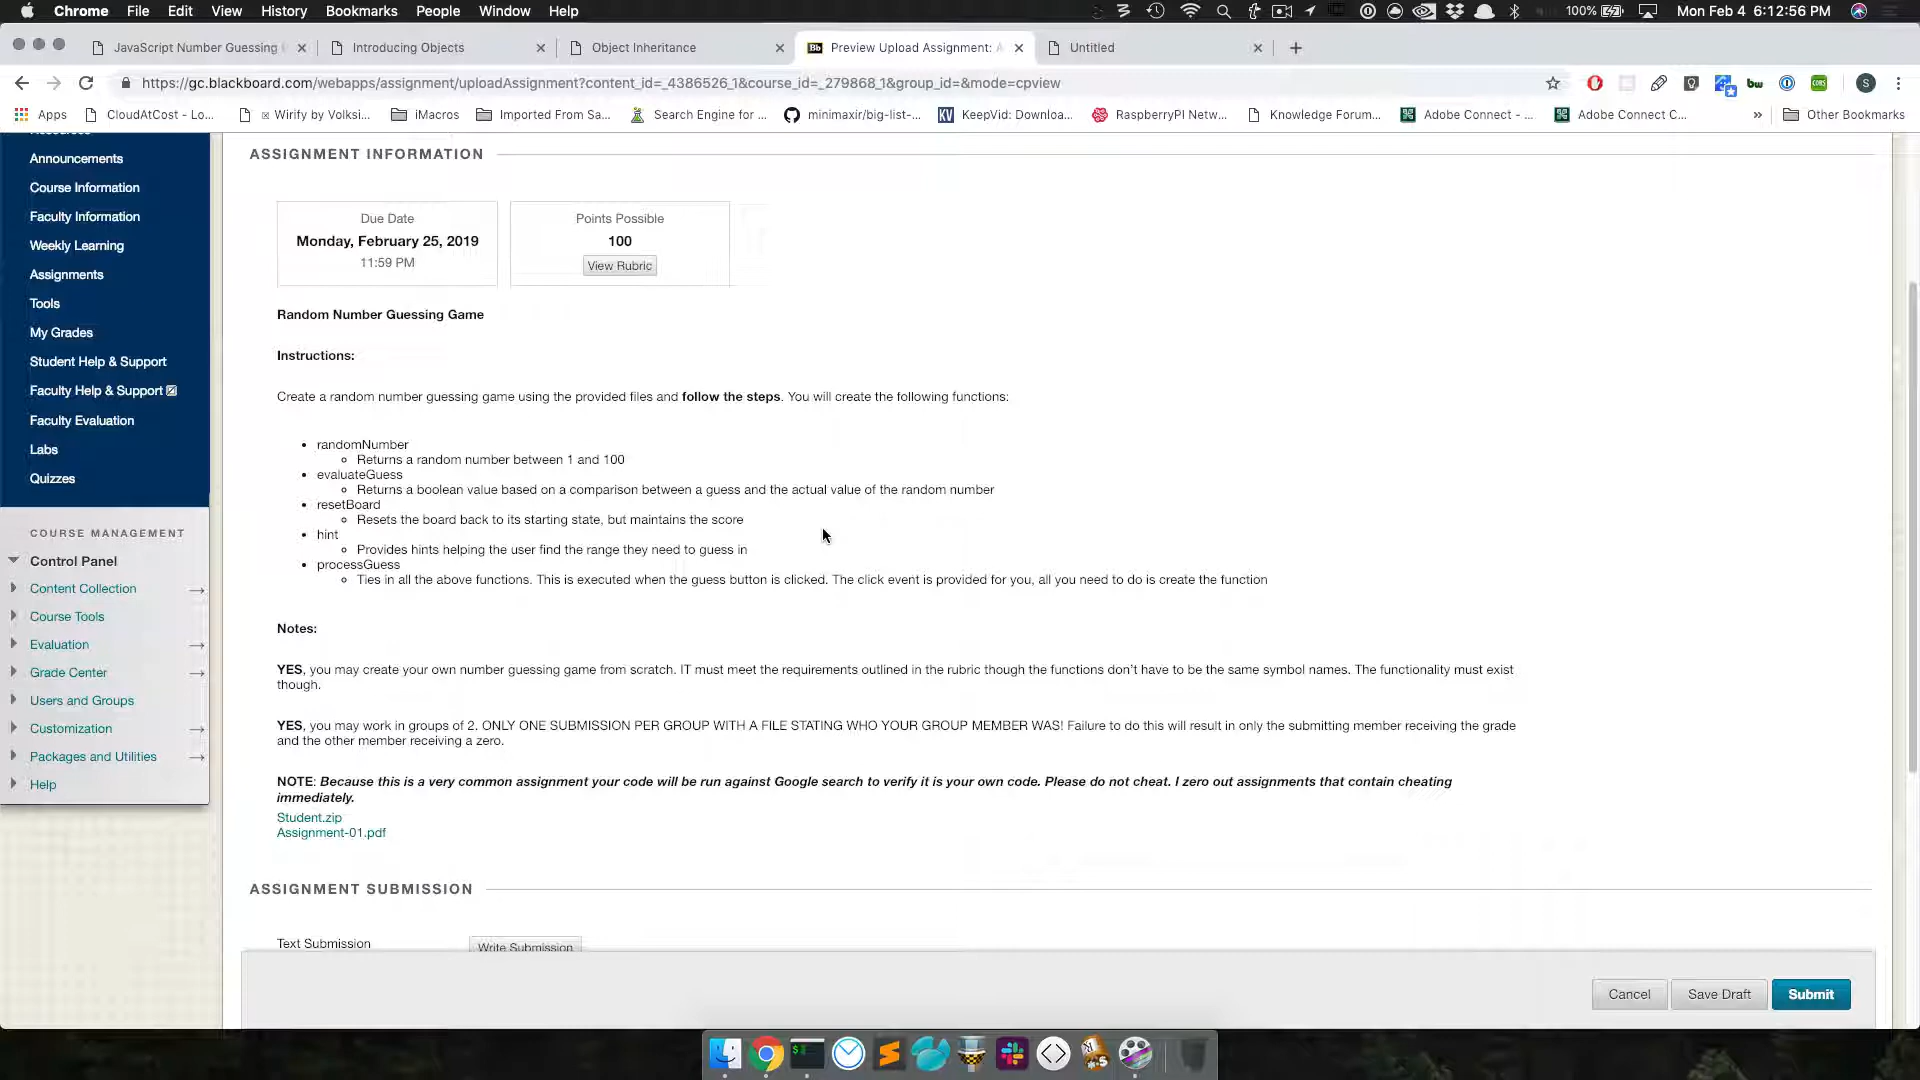 Chrome File Edit View History Bookmarks People Window Help 100% Mon Feb 4 6:12:56 PM
JavaScript Number Guessing Introducing Objects Object Inheritance Preview Upload Assignment: A Untitled
https://gc.blackboard.com/webapps/assignment/uploadAssignment?content_id=_4386526_1&course_id=_279868_1&group_id=&mode=cpview
Apps CloudAtCost - Lo... Wirify by Volksi... iMacros Imported From Sa... Search Engine for ... minimaxir/big-list-... KeepVid: Downloa... RaspberryPI Netw... Knowledge Forum... Adobe Connect - ... Adobe Connect C... » Other Bookmarks
Announcements
Course Information
Faculty Information
Weekly Learning
Assignments
Tools
My Grades
Student Help & Support
Faculty Help & Support
Faculty Evaluation
Labs
Quizzes
COURSE MANAGEMENT
Control Panel
Content Collection
Course Tools
Evaluation
Grade Center
Users and Groups
Customization
Packages and Utilities
Help
ASSIGNMENT INFORMATION
Due Date
Monday, February 25, 2019
11:59 PM
Points Possible
100
View Rubric
Random Number Guessing Game
Instructions:
Create a random number guessing game using the provided files and follow the steps. You will create the following functions:
randomNumber
Returns a random number between 1 and 100
evaluateGuess
Returns a boolean value based on a comparison between a guess and the actual value of the random number
resetBoard
Resets the board back to its starting state, but maintains the score
hint
Provides hints helping the user find the range they need to guess in
processGuess
Ties in all the above functions. This is executed when the guess button is clicked. The click event is provided for you, all you need to do is create the function
Notes:
YES, you may create your own number guessing game from scratch. IT must meet the requirements outlined in the rubric though the functions don't have to be the same symbol names. The functionality must exist
though.
YES, you may work in groups of 2. ONLY ONE SUBMISSION PER GROUP WITH A FILE STATING WHO YOUR GROUP MEMBER WAS! Failure to do this will result in only the submitting member receiving the grade
and the other member receiving a zero.
NOTE: Because this is a very common assignment your code will be run against Google search to verify it is your own code. Please do not cheat. I zero out assignments that contain cheating
immediately.
Student.zip
Assignment-01.pdf
ASSIGNMENT SUBMISSION
Text Submission Write Submission
Cancel Save Draft Submit